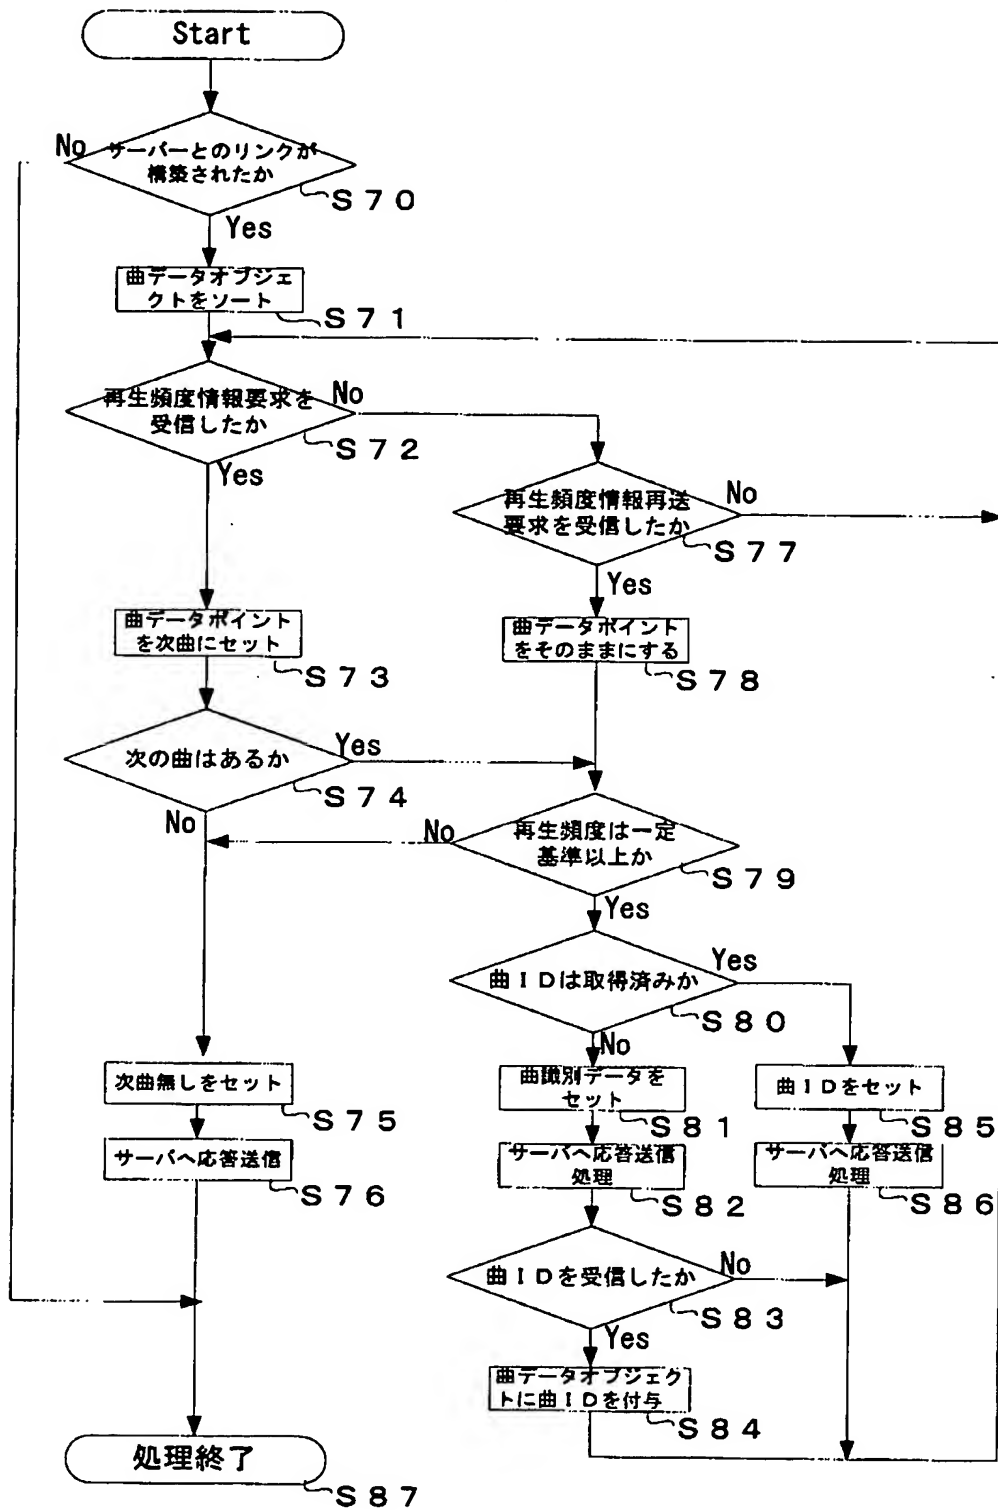 Start
No
サーバーとのリンクが
構築されたか
S70
Yes
曲データオブジェ
クトをソート
S71
再生頻度情報要求を
受信したか
No
S72
Yes
再生頻度情報再送
要求を受信したか
No
S77
Yes
曲データポイント
を次曲にセット
S73
曲データポイント
をそのままにする
S78
次の曲はあるか
Yes
S74
No
再生頻度は一定
基準以上か
No
S79
Yes
曲IDは取得済みか
Yes
S80
No
次曲無しをセット
S75
曲識別データを
セット
S81
曲IDをセット
S85
サーバへ応答送信
S76
サーバへ応答送信
処理
S82
サーバへ応答送信
処理
S86
曲IDを受信したか
No
S83
Yes
曲データオブジェク
トに曲IDを付与
S84
処理終了
S87